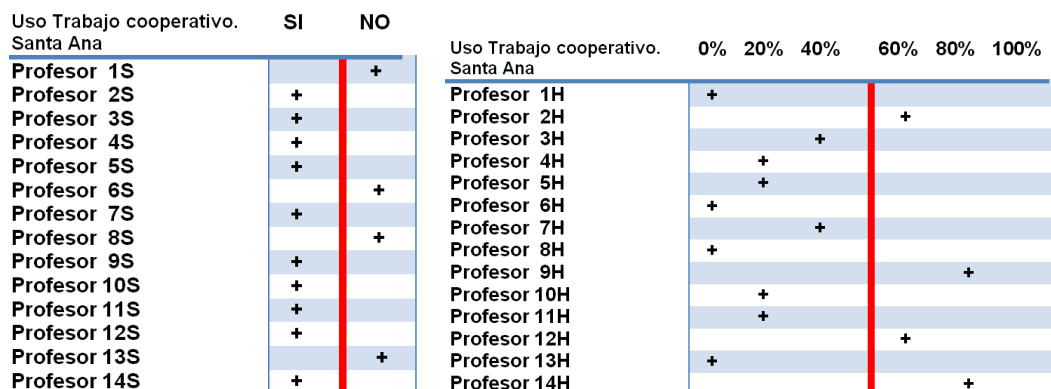 Uso Trabajo cooperativo. SI NO
Santa Ana
Profesor 1S +
Profesor 2S +
Profesor 3S +
Profesor 4S +
Profesor 5S +
Profesor 6S +
Profesor 7S +
Profesor 8S +
Profesor 9S +
Profesor 10S +
Profesor 11S +
Profesor 12S +
Profesor 13S +
Profesor 14S +
Uso Trabajo cooperativo. 0% 20% 40% 60% 80% 100%
Santa Ana
Profesor 1H +
Profesor 2H +
Profesor 3H +
Profesor 4H +
Profesor 5H +
Profesor 6H +
Profesor 7H +
Profesor 8H +
Profesor 9H +
Profesor 10H +
Profesor 11H +
Profesor 12H +
Profesor 13H +
Profesor 14H +